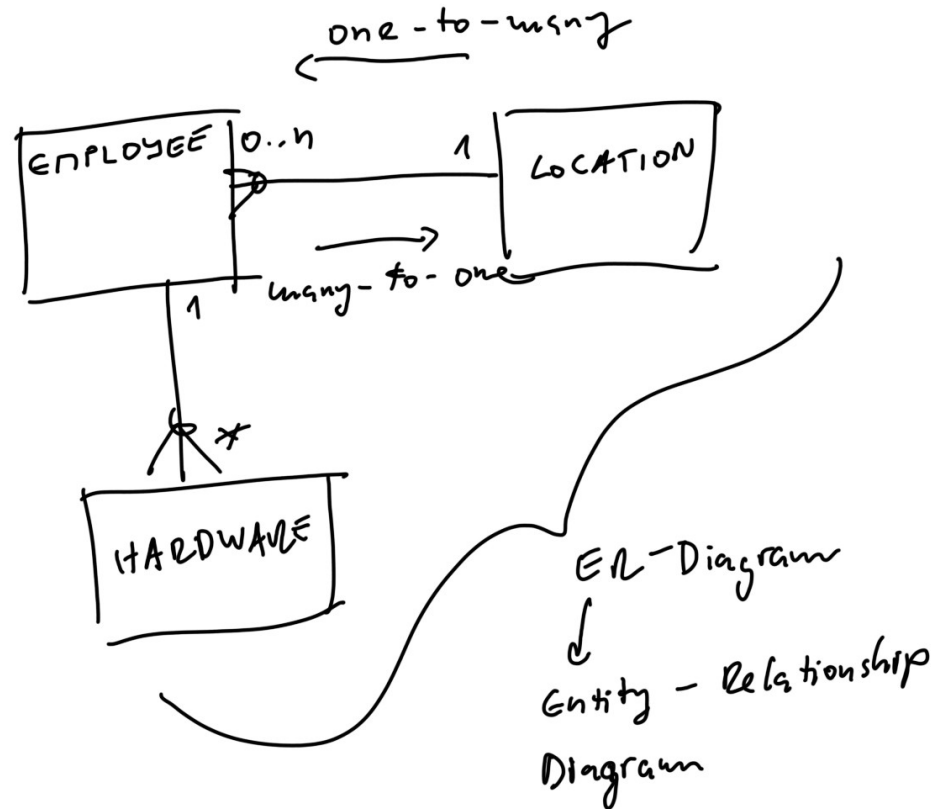 one-to-many
EMPLOYEE
0..n
1
LOCATION
many-to-one
1
*
HARDWARE
ER-Diagram
Entity - Relationship
Diagram